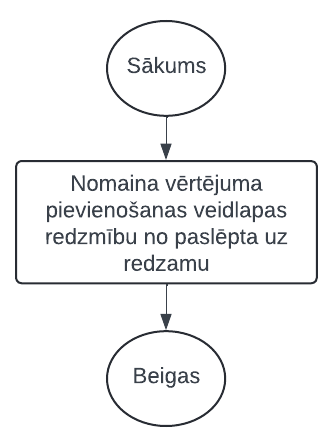 Sākums
Nomaina vērtējuma
pievienošanas veidlapas
redzmību no paslēpta uz
redzamu
Beigas